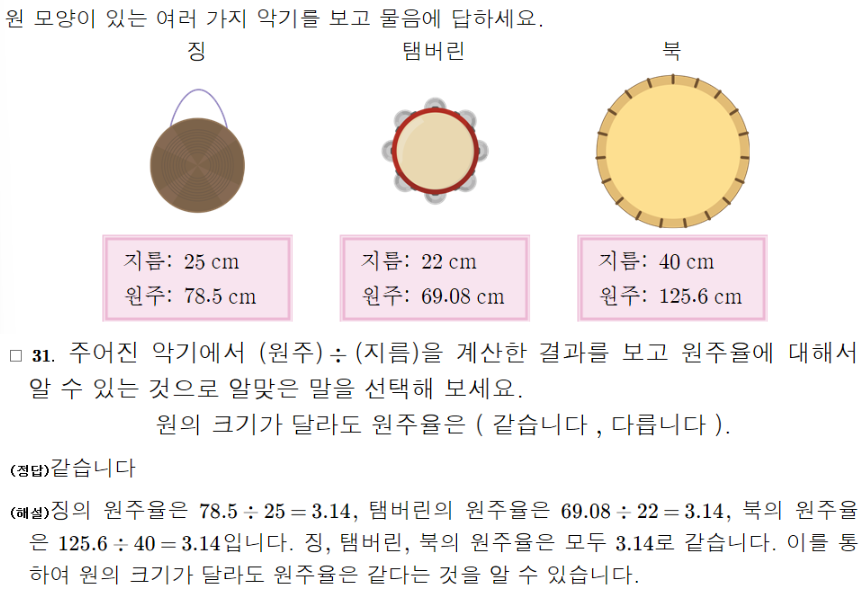 원 모양이 있는 여러 가지 악기를 보고 물음에 답하세요.
징 탬버린 북
지름: 25 cm 지름: 22 cm 지름: 40 cm
원주: 78.5 cm 원주: 69.08 cm 원주: 125.6 cm
□ 31. 주어진 악기에서 (원주)÷(지름)을 계산한 결과를 보고 원주율에 대해서
알 수 있는 것으로 알맞은 말을 선택해 보세요.
원의 크기가 달라도 원주율은 ( 같습니다 , 다릅니다 ).
(정답)같습니다
(해설)징의 원주율은 78.5÷25=3.14, 탬버린의 원주율은 69.08÷22=3.14, 북의 원주율
은 125.6÷40=3.14입니다. 징, 탬버린, 북의 원주율은 모두 3.14로 같습니다. 이를 통
하여 원의 크기가 달라도 원주율은 같다는 것을 알 수 있습니다.